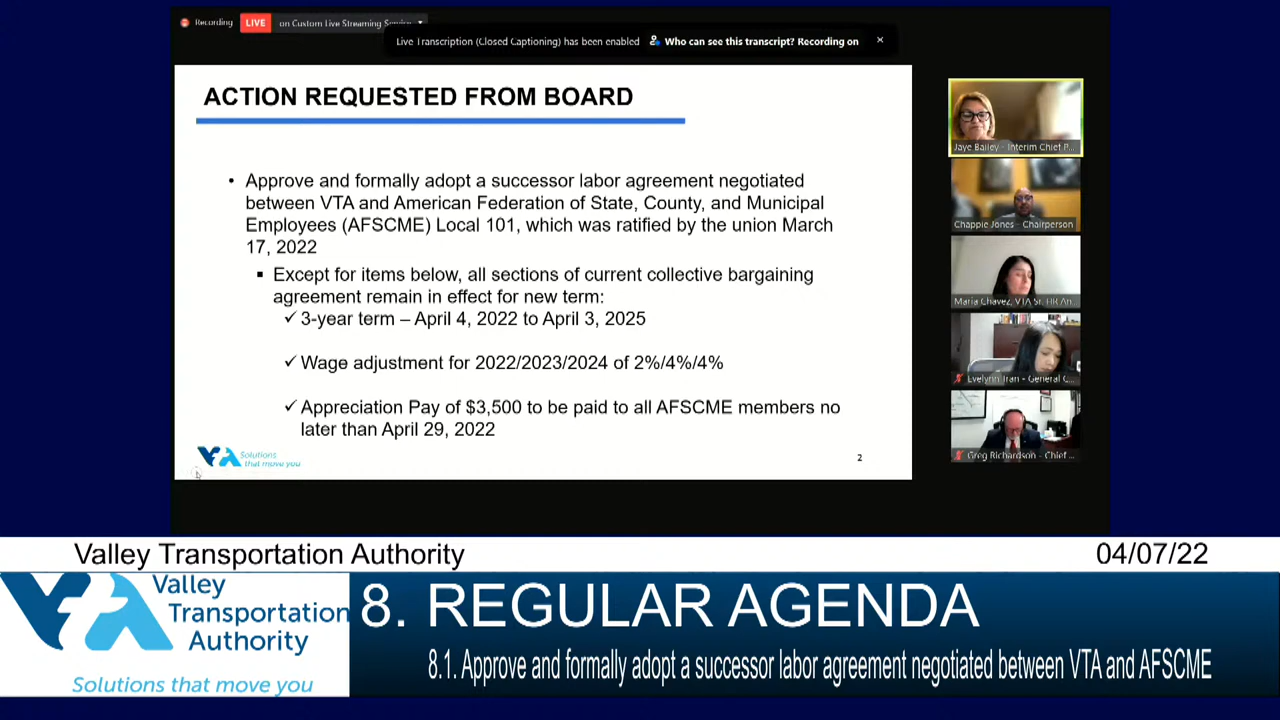 Recording LIVE on Custom Live Streaming Service
Live Transcription (Closed Captioning) has been enabled Who can see this transcript? Recording on
ACTION REQUESTED FROM BOARD
• Approve and formally adopt a successor labor agreement negotiated
between VTA and American Federation of State, County, and Municipal
Employees (AFSCME) Local 101, which was ratified by the union March
17, 2022
▪ Except for items below, all sections of current collective bargaining
agreement remain in effect for new term:
✓ 3-year term – April 4, 2022 to April 3, 2025
✓ Wage adjustment for 2022/2023/2024 of 2%/4%/4%
✓ Appreciation Pay of $3,500 to be paid to all AFSCME members no
later than April 29, 2022
VTA Solutions
that move you
2
Jaye Bailey - Interim Chief P...
Chappie Jones - Chairperson
Maria Chavez, VTA Sr. HR An...
Evelynn Tran - General C...
Greg Richardson - Chief ...
Valley Transportation Authority 04/07/22
VTA
Valley
Transportation
Authority
Solutions that move you
8. REGULAR AGENDA
8.1. Approve and formally adopt a successor labor agreement negotiated between VTA and AFSCME